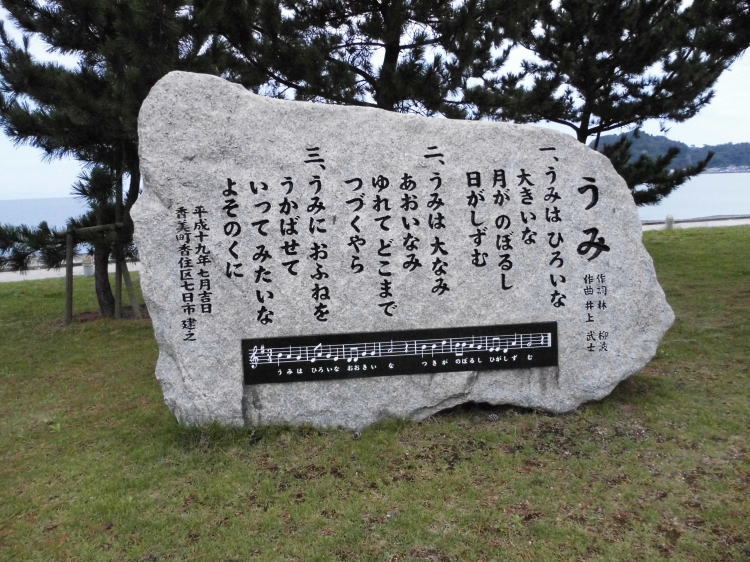 うみ
作詞 林 柳波
作曲 井上 武士
一、うみは ひろいな
大きいな
月が のぼるし
日がしずむ
二、うみは 大なみ
あおいなみ
ゆれて どこまで
つづくやら
三、うみに おふねを
うかばせて
いって みたいな
よそのくに
平成十九年七月吉日
香美町香住区七日市 建之
うみは ひろいな おおきい な つきが のぼるし ひがしず む